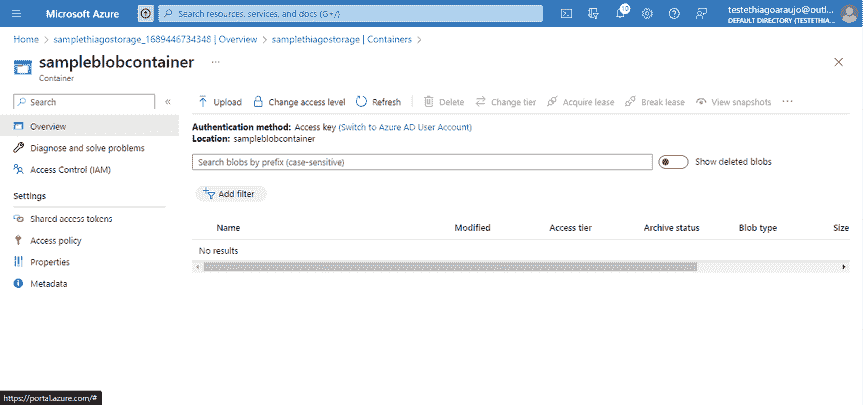 Microsoft Azure
Search resources, services, and docs (G+/)
10
testethiagoaraujo@outl...
DEFAULT DIRECTORY (TESTETHIA...
Home > samplethiagostorage_1689446734348 | Overview > samplethiagostorage | Containers >
sampleblobcontainer ...
Container
Search «
Upload Change access level Refresh Delete Change tier Acquire lease Break lease View snapshots ...
Overview
Diagnose and solve problems
Access Control (IAM)
Settings
Shared access tokens
Access policy
Properties
Metadata
Authentication method: Access key (Switch to Azure AD User Account)
Location: sampleblobcontainer
Search blobs by prefix (case-sensitive)
Show deleted blobs
Add filter
Name Modified Access tier Archive status Blob type Size
No results
https://portal.azure.com/#